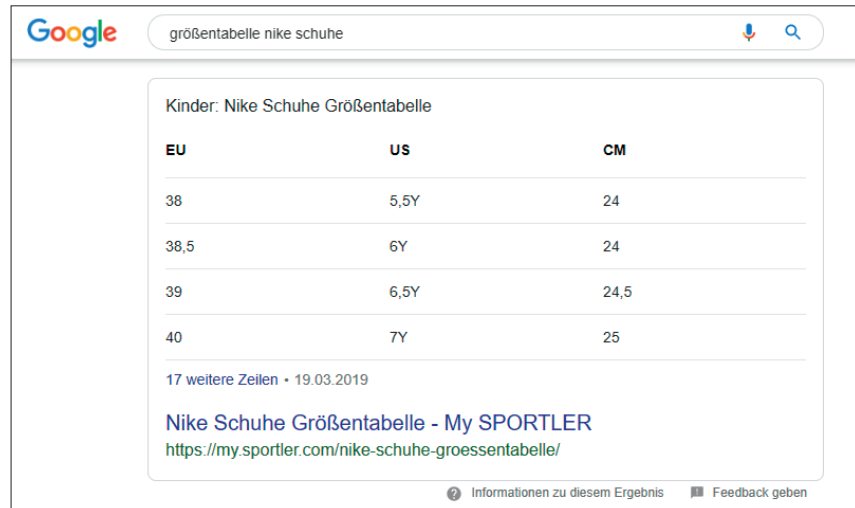 Google größentabelle nike schuhe
Kinder: Nike Schuhe Größentabelle
EU US CM
38 5,5Y 24
38,5 6Y 24
39 6,5Y 24,5
40 7Y 25
17 weitere Zeilen • 19.03.2019
Nike Schuhe Größentabelle - My SPORTLER
https://my.sportler.com/nike-schuhe-groessentabelle/
Informationen zu diesem Ergebnis Feedback geben